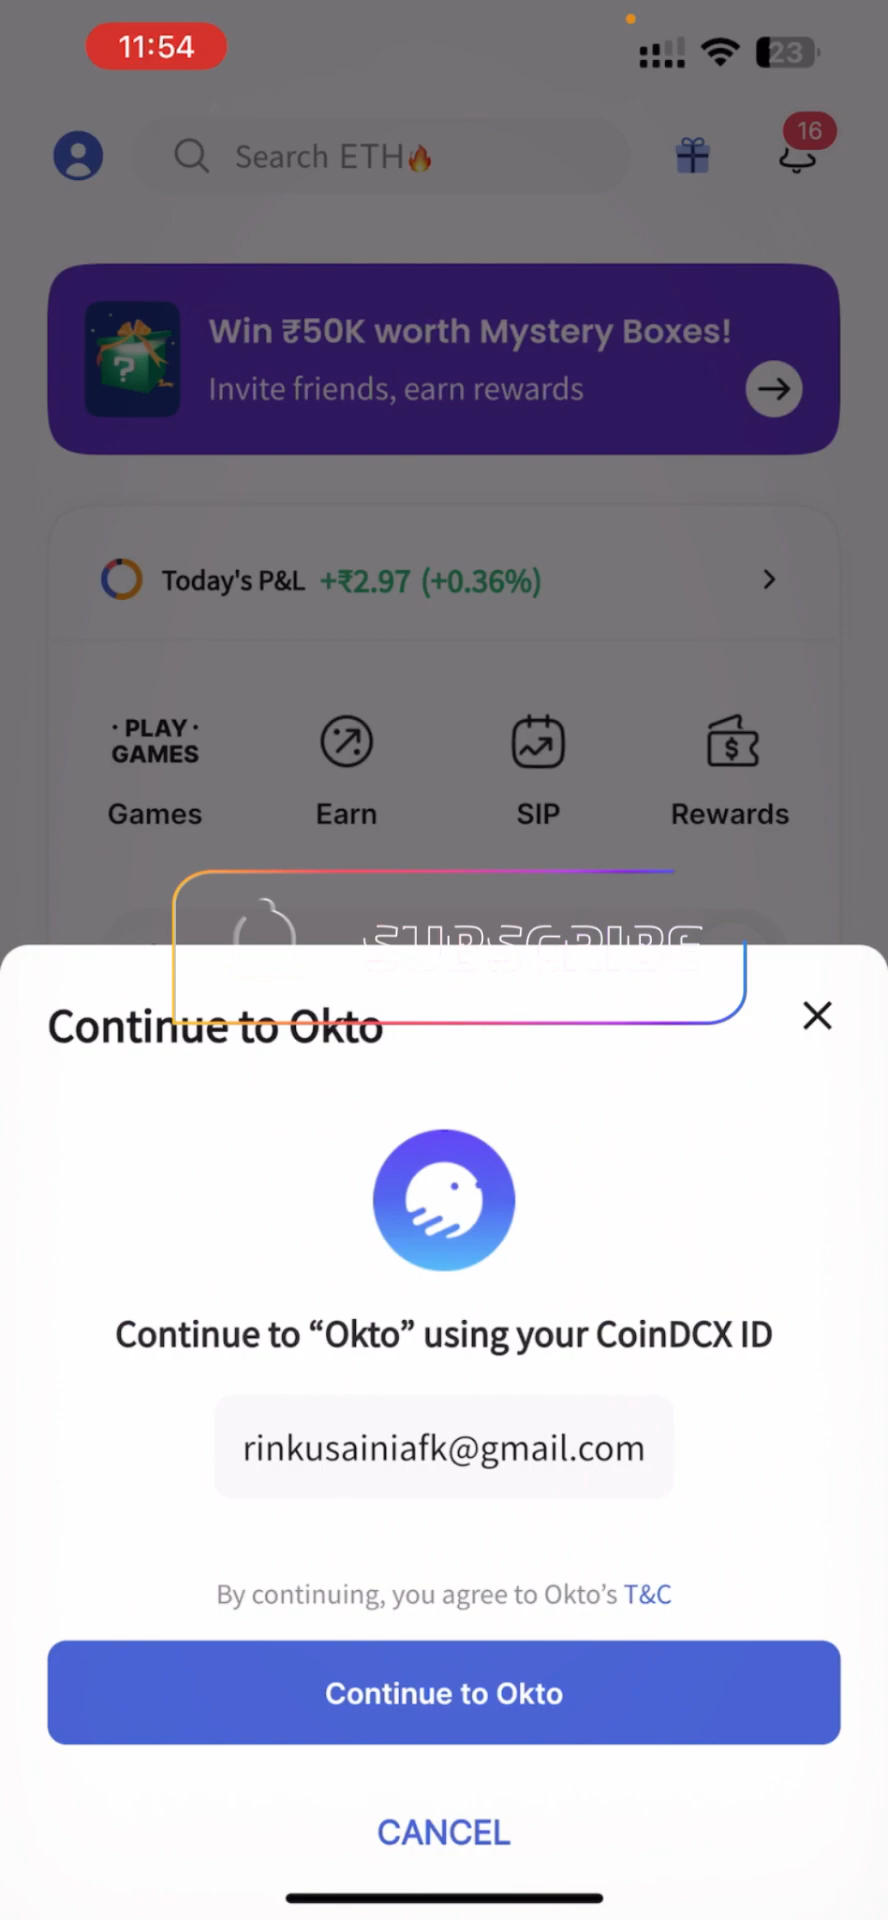 11:54
23
Search ETH🔥
16
Win ₹50K worth Mystery Boxes!
Invite friends, earn rewards
Today's P&L +₹2.97 (+0.36%)
· PLAY ·
GAMES
Games
Earn
SIP
Rewards
SUBSCRIBE
Continue to Okto
Continue to “Okto” using your CoinDCX ID
rinkusainiafk@gmail.com
By continuing, you agree to Okto’s T&C
Continue to Okto
CANCEL